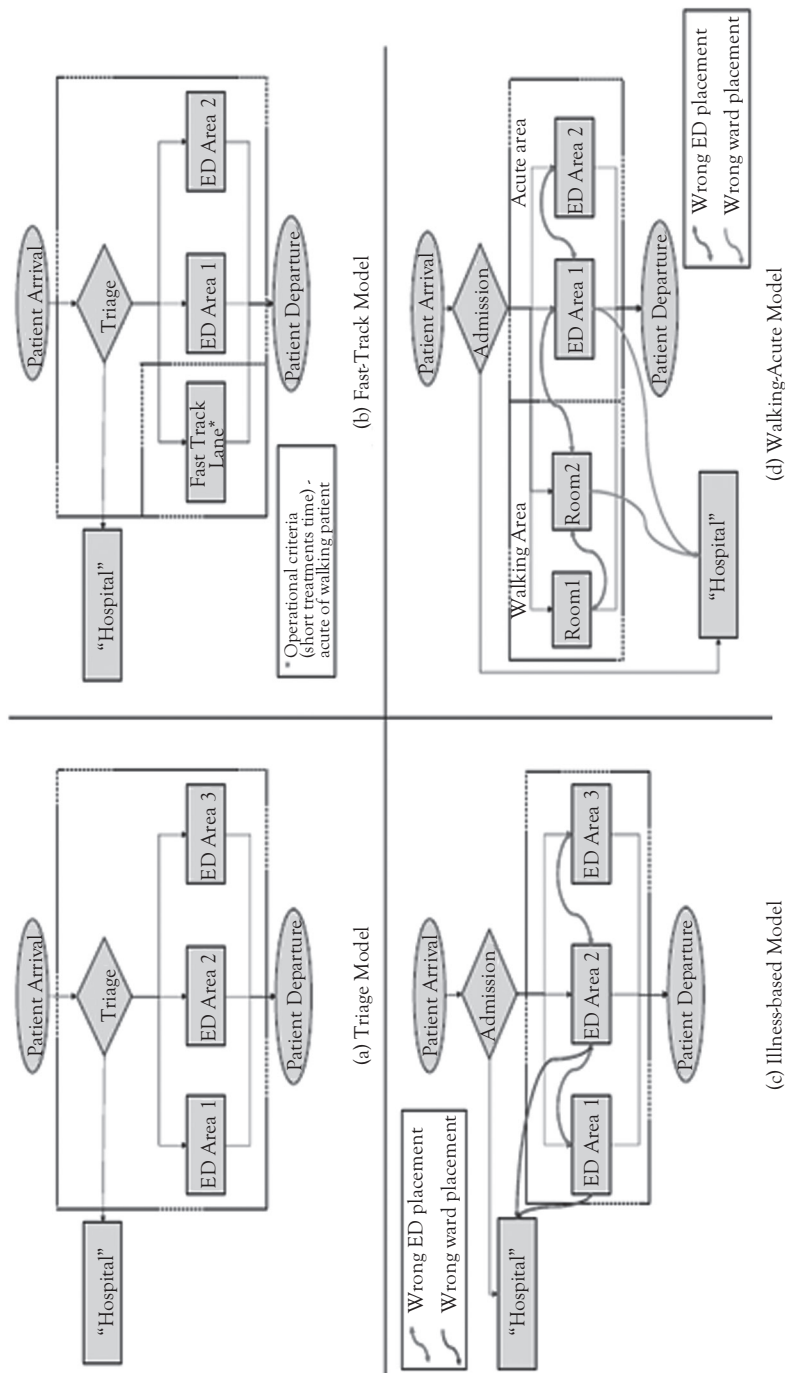 Patient Arrival
"Hospital"
Triage
ED Area 1
ED Area 2
ED Area 3
Patient Departure
(a) Triage Model
Patient Arrival
"Hospital"
Triage
Fast Track
Lane*
ED Area 1
ED Area 2
* Operational criteria
(short treatments time) -
acute of walking patient
Patient Departure
(b) Fast-Track Model
Wrong ED placement
Wrong ward placement
Patient Arrival
Admission
"Hospital"
ED Area 1
ED Area 2
ED Area 3
Patient Departure
(c) Illness-based Model
Patient Arrival
Admission
Walking Area
Acute area
Room1
Room2
ED Area 1
ED Area 2
"Hospital"
Patient Departure
Wrong ED placement
Wrong ward placement
(d) Walking-Acute Model